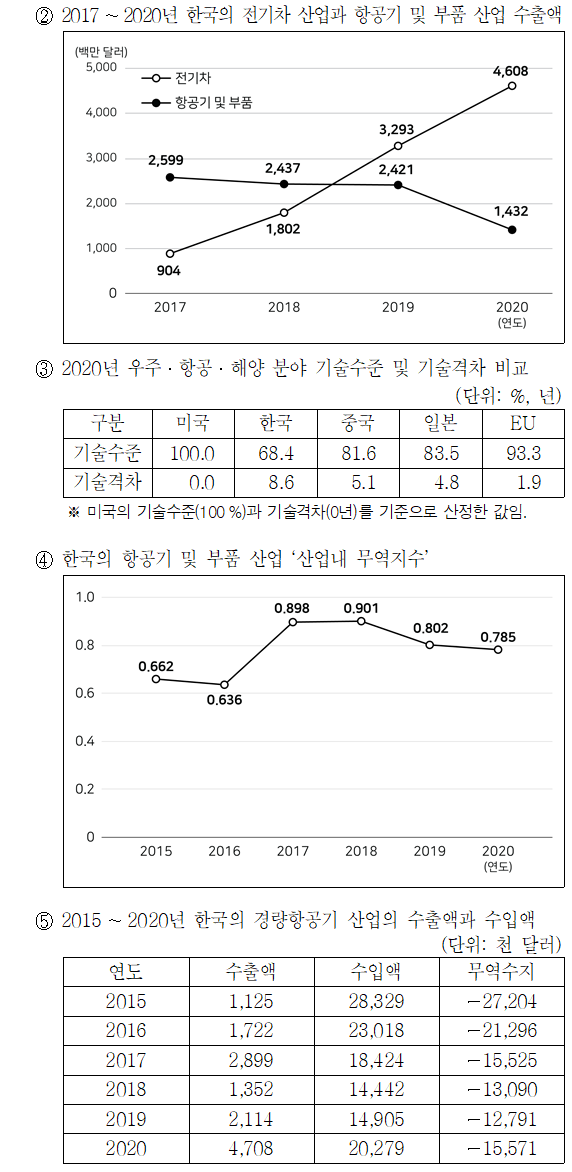 ② 2017 ~ 2020년 한국의 전기차 산업과 항공기 및 부품 산업 수출액
(백만 달러)
5,000
4,000
3,000
2,000
1,000
0
전기차
항공기 및 부품
2,599
2,437
2,421
1,432
904
1,802
3,293
4,608
2017 2018 2019 2020
(연도)
③ 2020년 우주 · 항공 · 해양 분야 기술수준 및 기술격차 비교
(단위: %, 년)
구분 미국 한국 중국 일본 EU
기술수준 100.0 68.4 81.6 83.5 93.3
기술격차 0.0 8.6 5.1 4.8 1.9
※ 미국의 기술수준(100 %)과 기술격차(0년)를 기준으로 산정한 값임.
④ 한국의 항공기 및 부품 산업 ‘산업내 무역지수’
1.0
0.8
0.6
0.4
0.2
0
0.662
0.636
0.898
0.901
0.802
0.785
2015 2016 2017 2018 2019 2020
(연도)
⑤ 2015 ~ 2020년 한국의 경량항공기 산업의 수출액과 수입액
(단위: 천 달러)
연도 수출액 수입액 무역수지
2015 1,125 28,329 −27,204
2016 1,722 23,018 −21,296
2017 2,899 18,424 −15,525
2018 1,352 14,442 −13,090
2019 2,114 14,905 −12,791
2020 4,708 20,279 −15,571